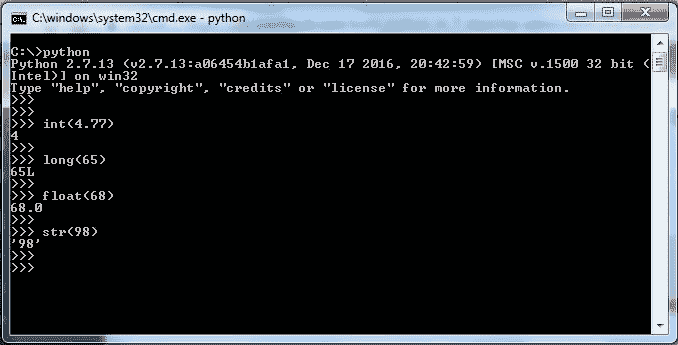 C:\windows\system32\cmd.exe - python
C:\>python
Python 2.7.13 (v2.7.13:a06454b1afa1, Dec 17 2016, 20:42:59) [MSC v.1500 32 bit (
Intel)] on win32
Type "help", "copyright", "credits" or "license" for more information.
>>>
>>>
>>> int(4.77)
4
>>>
>>> long(65)
65L
>>>
>>> float(68)
68.0
>>>
>>> str(98)
'98'
>>>
>>>